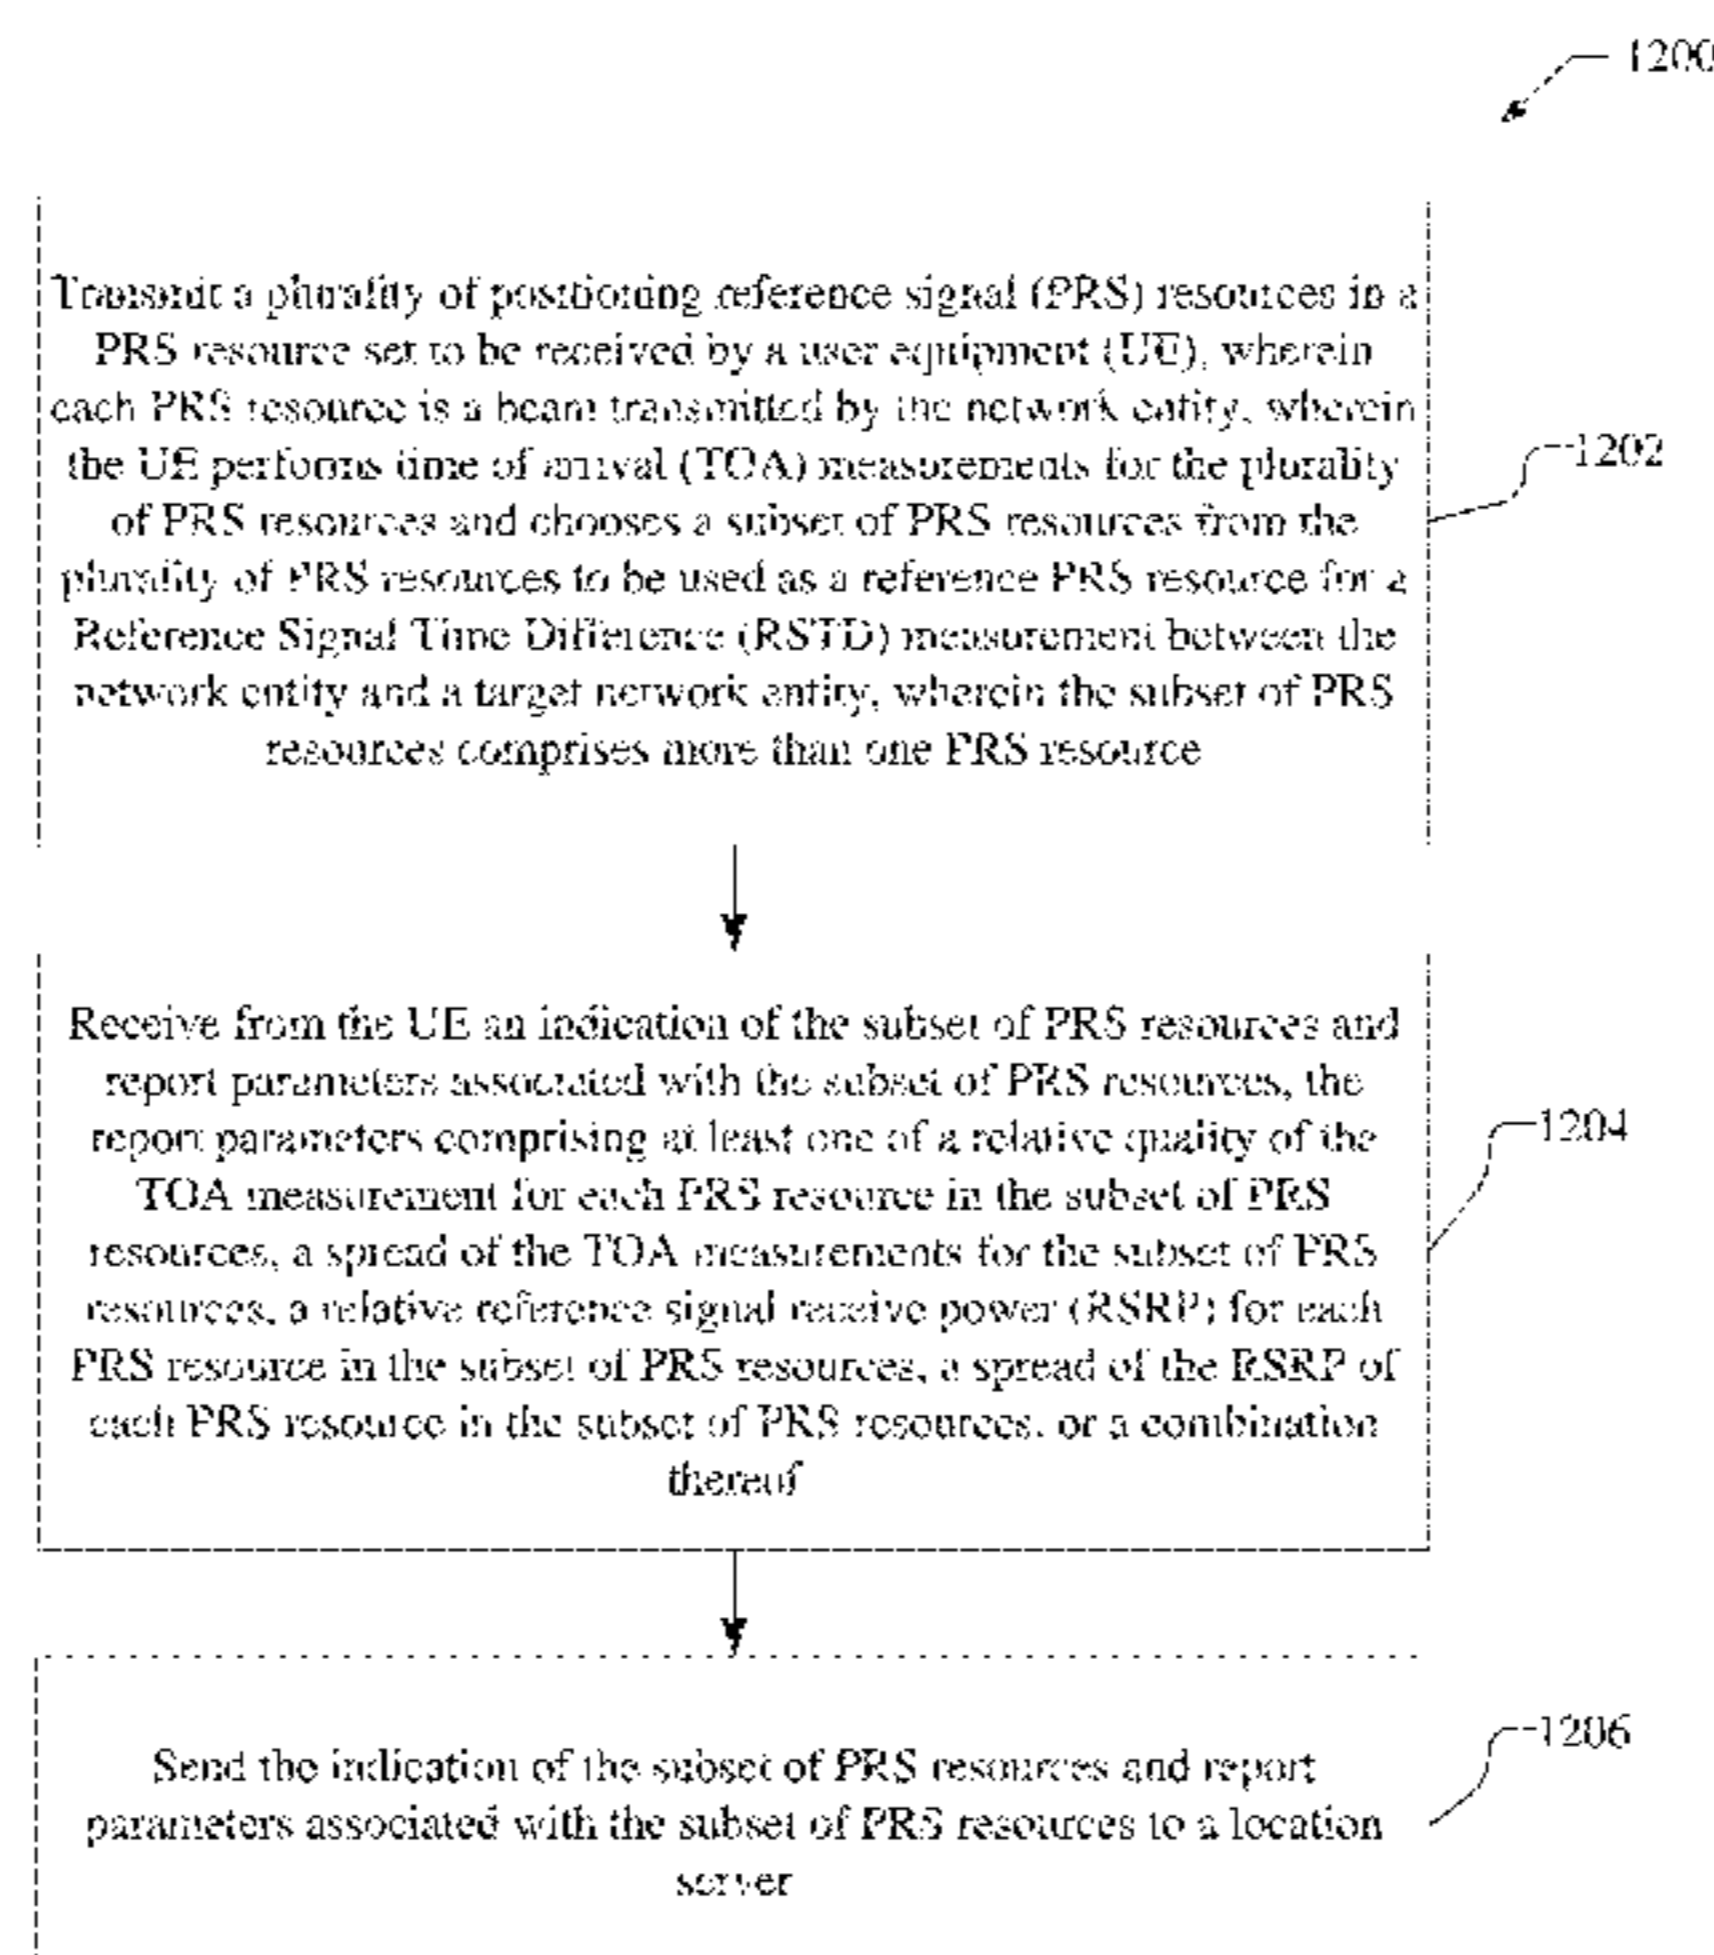 1200
Transmit a plurality of positioning reference signal (PRS) resources in a
PRS resource set to be received by a user equipment (UE), wherein
each PRS resource is a beam transmitted by the network entity, wherein
the UE performs time of arrival (TOA) measurements for the plurality
1202
of PRS resources and chooses a subset of PRS resources from the
plurality of PRS resources to be used as a reference PRS resource for a
Reference Signal Time Difference (RSTD) measurement between the
network entity and a target network entity, wherein the subset of PRS
resources comprises more than one PRS resource
Receive from the UE an indication of the subset of PRS resources and
report parameters associated with the subset of PRS resources, the
report parameters comprising at least one of a relative quality of the
1204
TOA measurement for each PRS resource in the subset of PRS
resources, a spread of the TOA measurements for the subset of PRS
resources, a relative reference signal receive power (RSRP) for each
PRS resource in the subset of PRS resources, a spread of the RSRP of
each PRS resource in the subset of PRS resources, or a combination
thereof
1206
Send the indication of the subset of PRS resources and report
parameters associated with the subset of PRS resources to a location
server